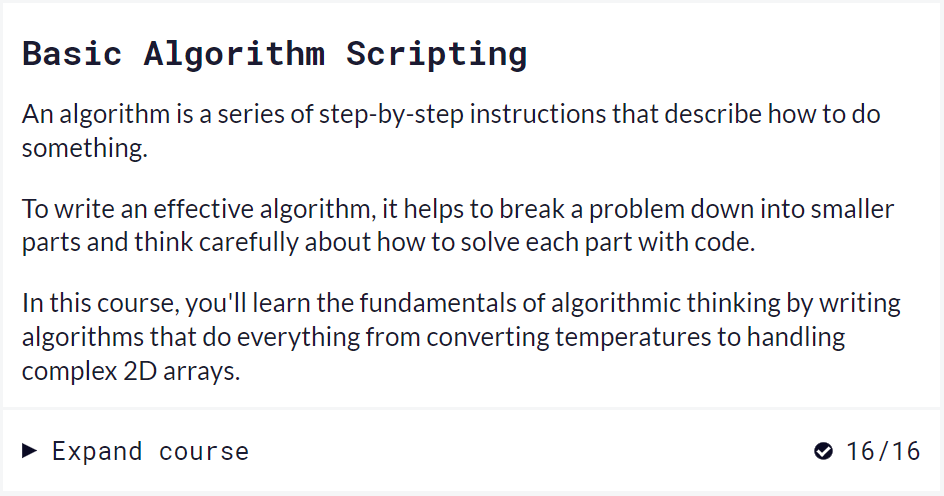 Basic Algorithm Scripting
An algorithm is a series of step-by-step instructions that describe how to do
something.
To write an effective algorithm, it helps to break a problem down into smaller
parts and think carefully about how to solve each part with code.
In this course, you'll learn the fundamentals of algorithmic thinking by writing
algorithms that do everything from converting temperatures to handling
complex 2D arrays.
Expand course 16/16